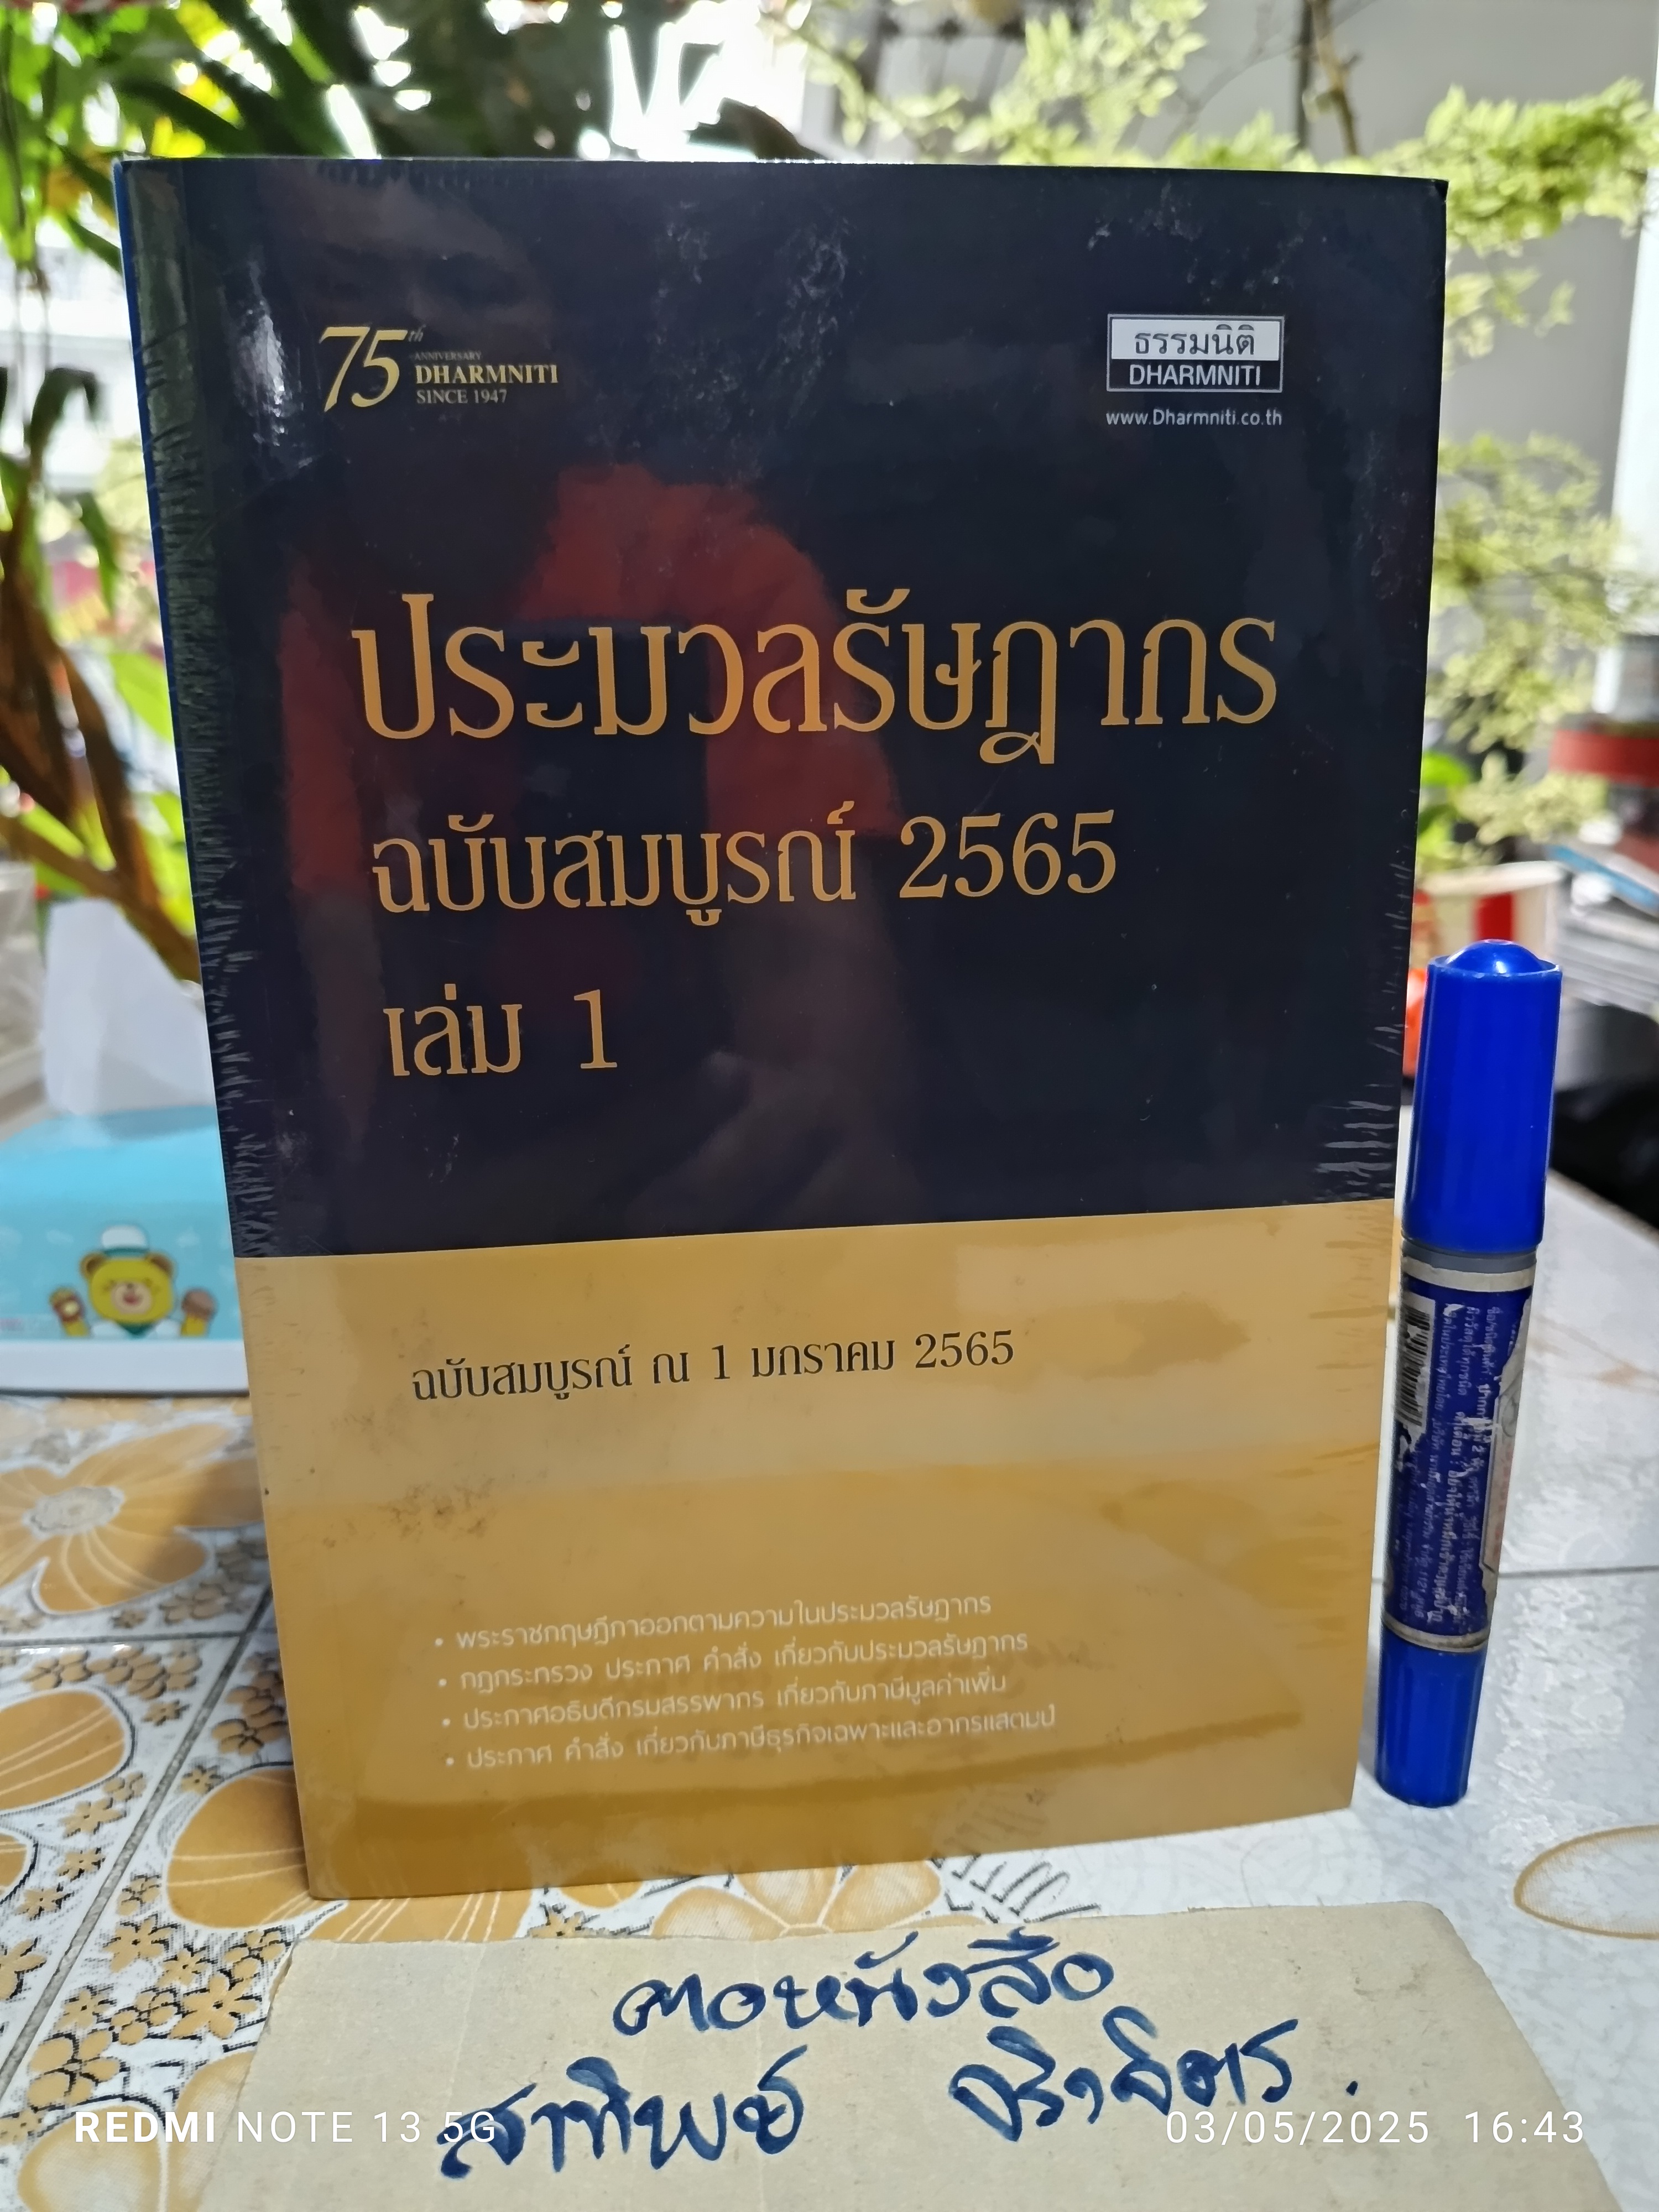 75th
ANNIVERSARY
DHARMNITI
SINCE 1947
ธรรมนิติ
DHARMNITI
www.Dharmniti.co.th
ประมวลรัษฎากร
ฉบับสมบูรณ์ 2565
เล่ม 1
ฉบับสมบูรณ์ ณ 1 มกราคม 2565
• พระราชกฤษฎีกาออกตามความในประมวลรัษฎากร
• กฎกระทรวง ประกาศ คำสั่ง เกี่ยวกับประมวลรัษฎากร
• ประกาศอธิบดีกรมสรรพากร เกี่ยวกับภาษีมูลค่าเพิ่ม
• ประกาศ คำสั่ง เกี่ยวกับภาษีธุรกิจเฉพาะและอากรแสตมป์
หนังสือ
REDMI NOTE 13 5G
03/05/2025 16:43